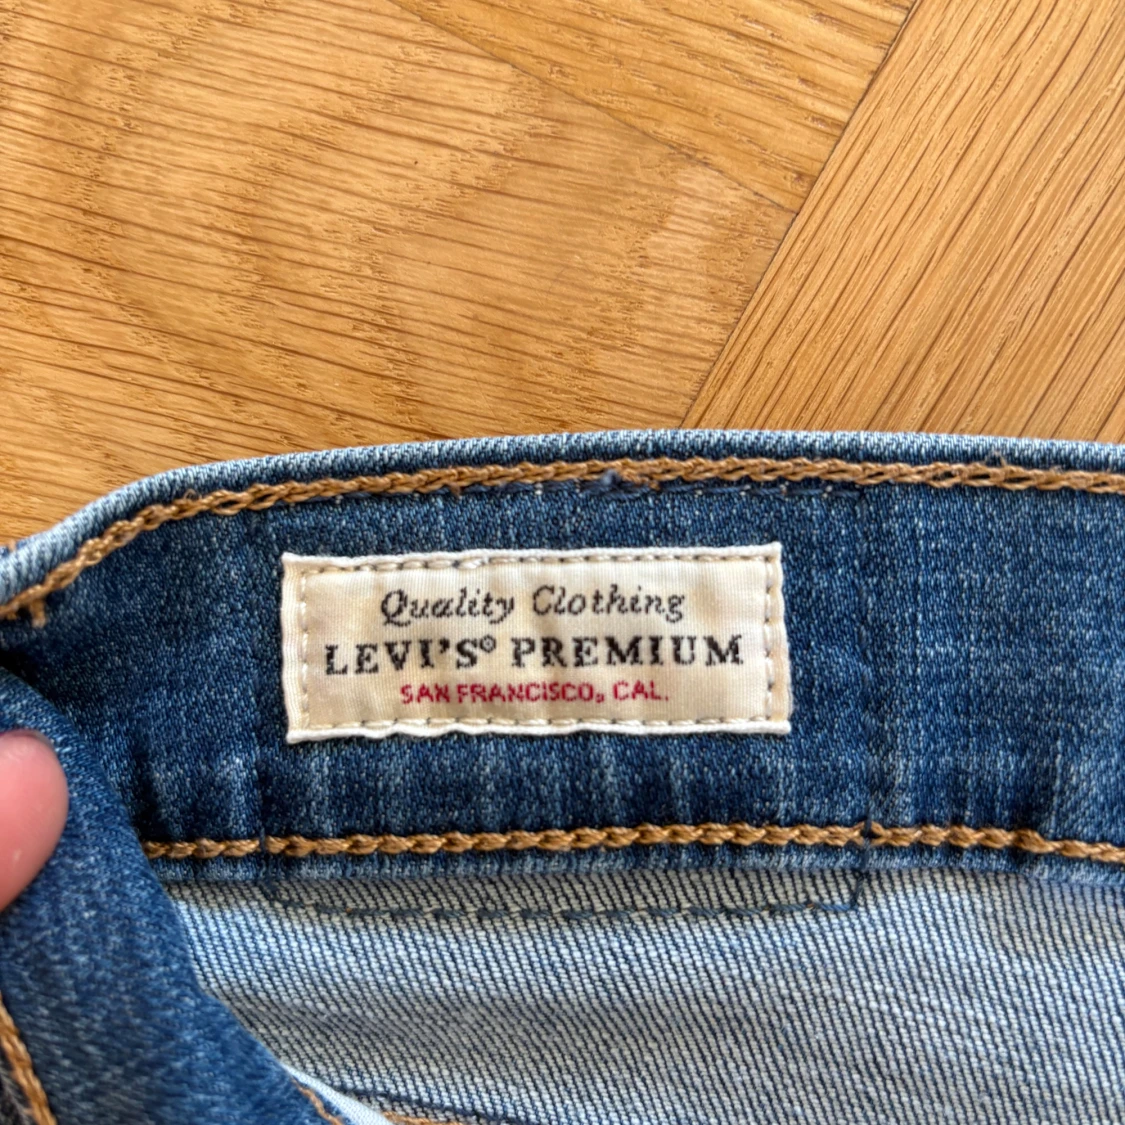 Quality Clothing
LEVI'S® PREMIUM
SAN FRANCISCO, CAL.